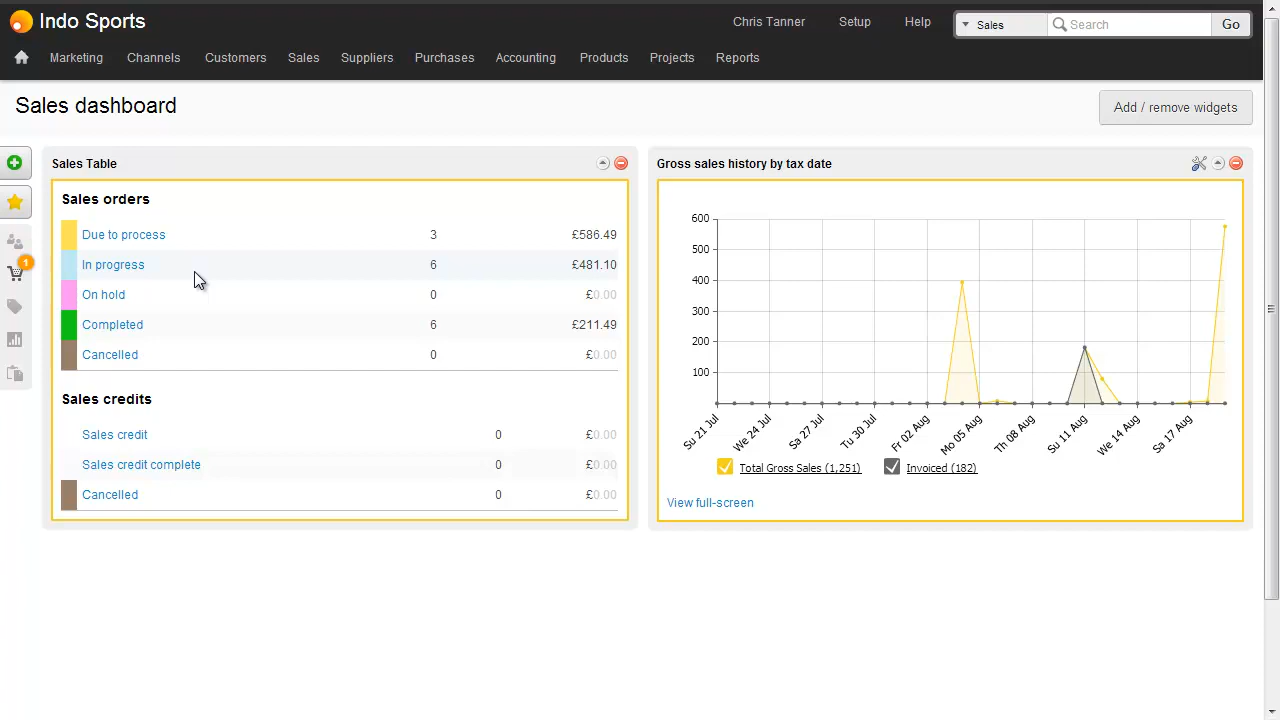 Indo Sports
Chris Tanner Setup Help Sales Search Go
Marketing Channels Customers Sales Suppliers Purchases Accounting Products Projects Reports
Sales dashboard
Add / remove widgets
1
Sales Table
Sales orders
Due to process 3 £586.49
In progress 6 £481.10
On hold 0 £0.00
Completed 6 £211.49
Cancelled 0 £0.00
Sales credits
Sales credit 0 £0.00
Sales credit complete 0 £0.00
Cancelled 0 £0.00
Gross sales history by tax date
600
500
400
300
200
100
Su 21 Jul We 24 Jul Sa 27 Jul Tu 30 Jul Fr 02 Aug Mo 05 Aug Th 08 Aug Su 11 Aug We 14 Aug Sa 17 Aug
Total Gross Sales (1,251) Invoiced (182)
View full-screen